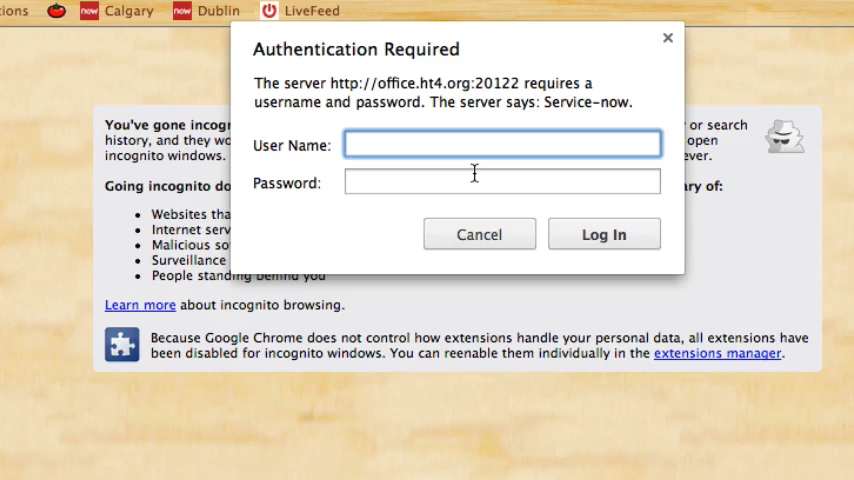 ions Calgary Dublin LiveFeed
now now
Authentication Required
The server http://office.ht4.org:20122 requires a
username and password. The server says: Service-now.
User Name:
Password:
Cancel Log In
You've gone incogn or search
history, and they wo open
incognito windows. ver.
Going incognito do ry of:
Websites tha
Internet serv
Malicious so
Surveillance
People standing behind you
Learn more about incognito browsing.
Because Google Chrome does not control how extensions handle your personal data, all extensions have
been disabled for incognito windows. You can reenable them individually in the extensions manager.